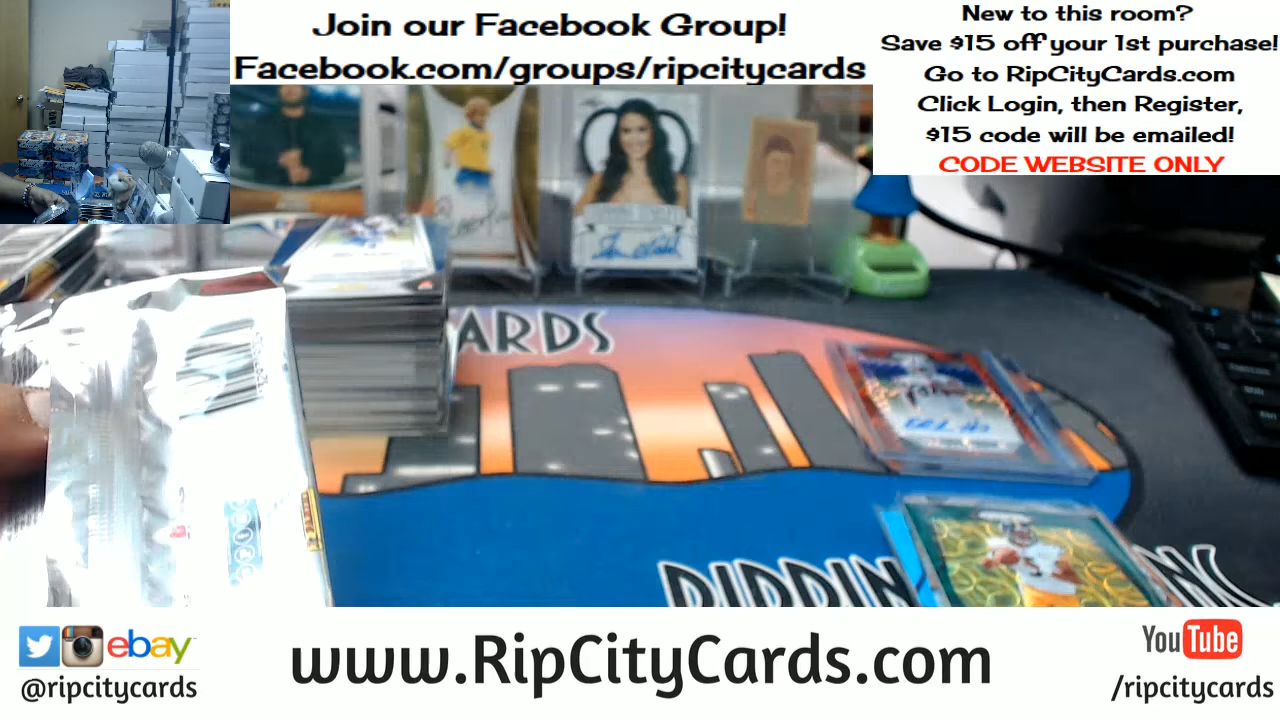 Join our Facebook Group!
Facebook.com/groups/ripcitycards
New to this room?
Save $15 off your 1st purchase!
Go to RipCityCards.com
Click Login, then Register,
$15 code will be emailed!
CODE WEBSITE ONLY
ARDS
RIPPIN
ebay
@ripcitycards
www.RipCityCards.com
YouTube
/ripcitycards